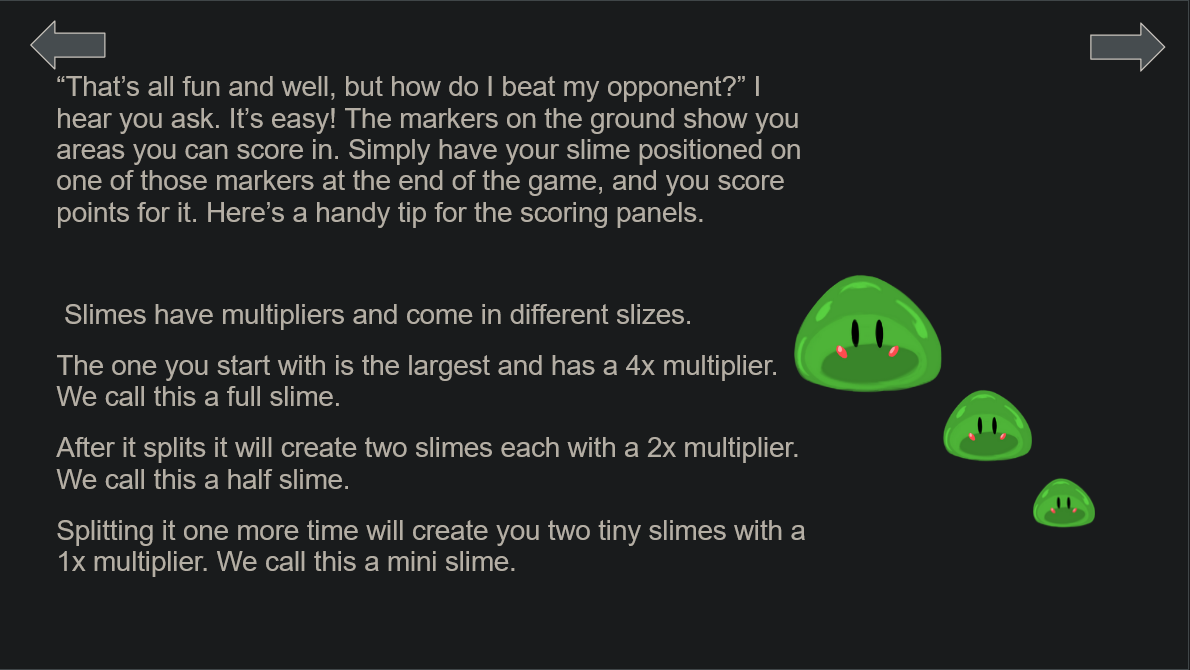 “That’s all fun and well, but how do I beat my opponent?” I
hear you ask. It’s easy! The markers on the ground show you
areas you can score in. Simply have your slime positioned on
one of those markers at the end of the game, and you score
points for it. Here’s a handy tip for the scoring panels.
Slimes have multipliers and come in different slizes.
The one you start with is the largest and has a 4x multiplier.
We call this a full slime.
After it splits it will create two slimes each with a 2x multiplier.
We call this a half slime.
Splitting it one more time will create you two tiny slimes with a
1x multiplier. We call this a mini slime.